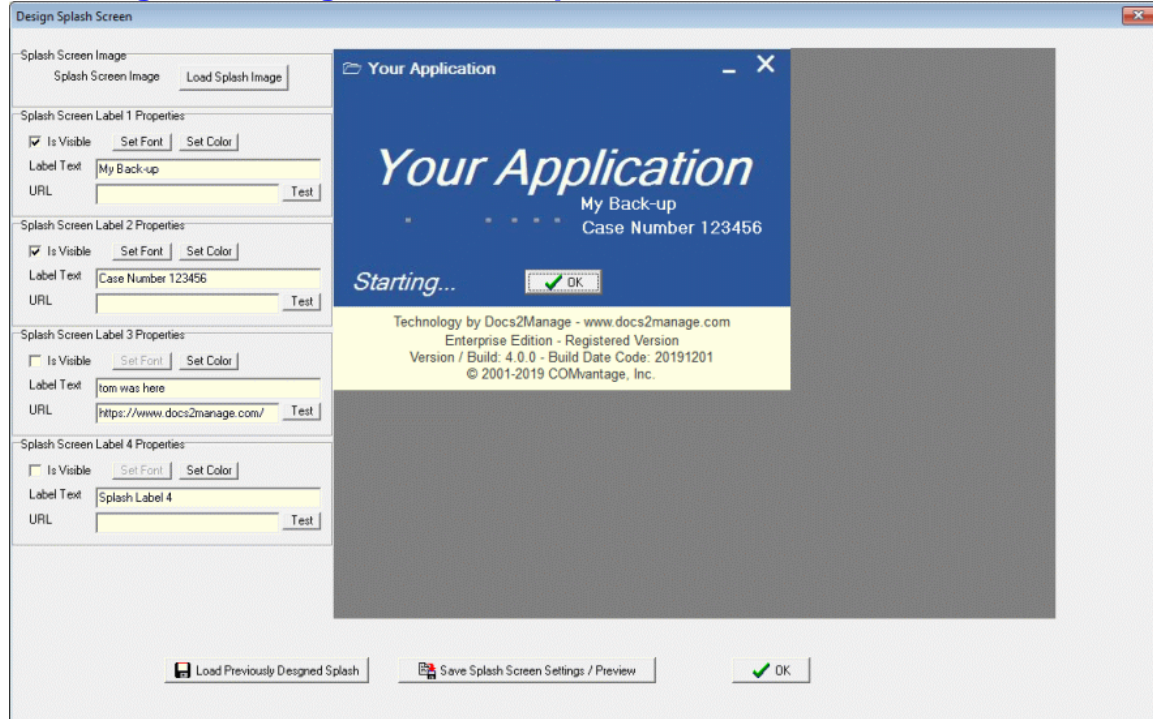 Design Splash Screen
Splash Screen Image
Splash Screen Image Load Splash Image
Splash Screen Label 1 Properties
Is Visible Set Font Set Color
Label Text My Back-up
URL Test
Splash Screen Label 2 Properties
Is Visible Set Font Set Color
Label Text Case Number 123456
URL Test
Splash Screen Label 3 Properties
Is Visible Set Font Set Color
Label Text tom was here
URL https://www.docs2manage.com/ Test
Splash Screen Label 4 Properties
Is Visible Set Font Set Color
Label Text Splash Label 4
URL Test
Your Application
Your Application
My Back-up
Case Number 123456
Starting... OK
Technology by Docs2Manage - www.docs2manage.com
Enterprise Edition - Registered Version
Version / Build: 4.0.0 - Build Date Code: 20191201
© 2001-2019 COMvantage, Inc.
Load Previously Desgned Splash Save Splash Screen Settings / Preview OK